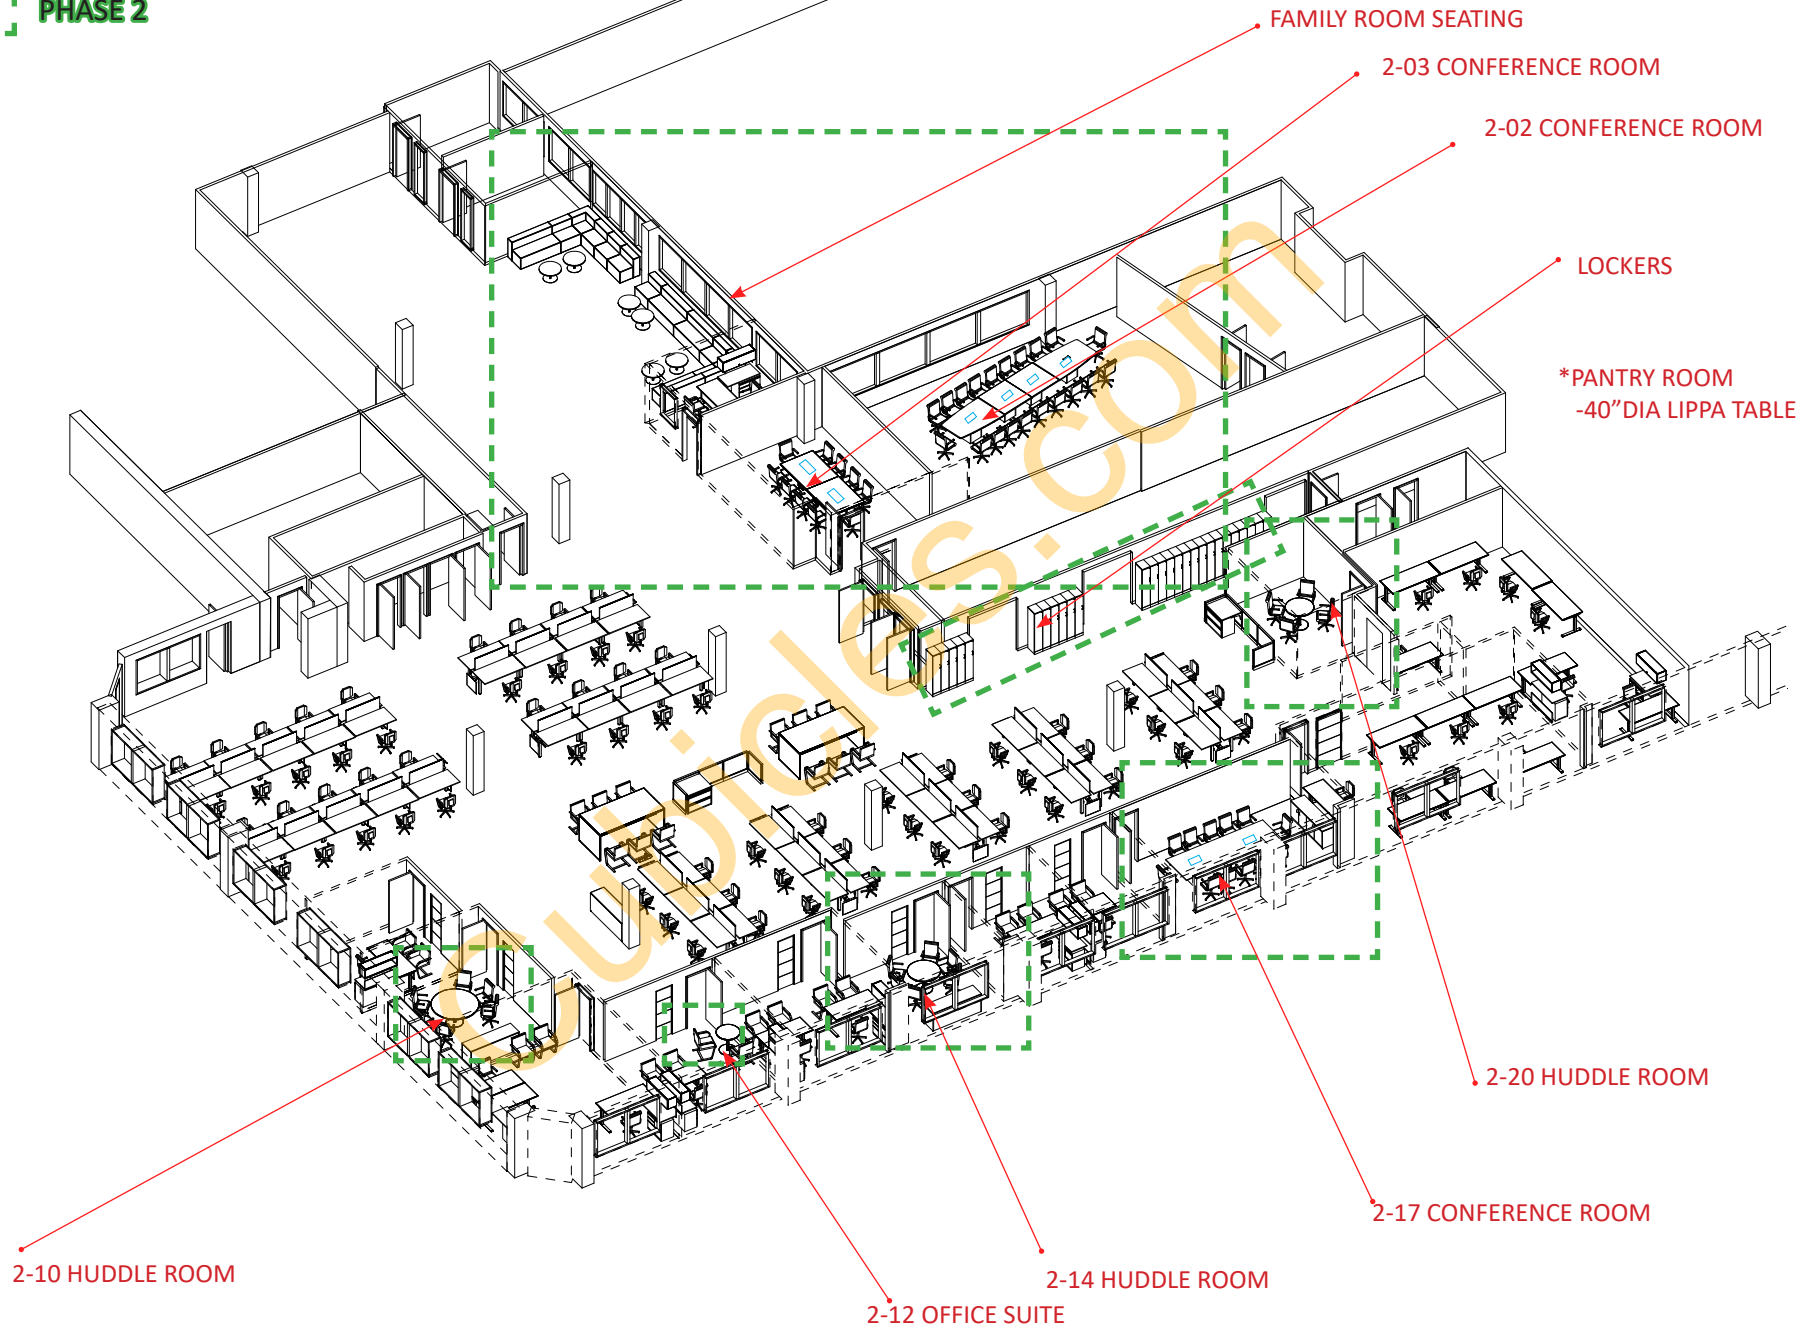 PHASE 2
FAMILY ROOM SEATING
2-03 CONFERENCE ROOM
2-02 CONFERENCE ROOM
LOCKERS
*PANTRY ROOM
-40”DIA LIPPA TABLE
Cubicles.com
2-20 HUDDLE ROOM
2-17 CONFERENCE ROOM
2-10 HUDDLE ROOM
2-14 HUDDLE ROOM
2-12 OFFICE SUITE